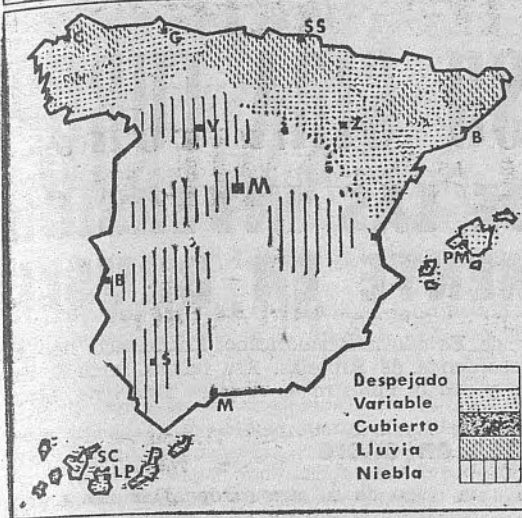 C G SS
V Z B
M
PM
B
S
M
SC LP
Despejado
Variable
Cubierto
Lluvia
Niebla